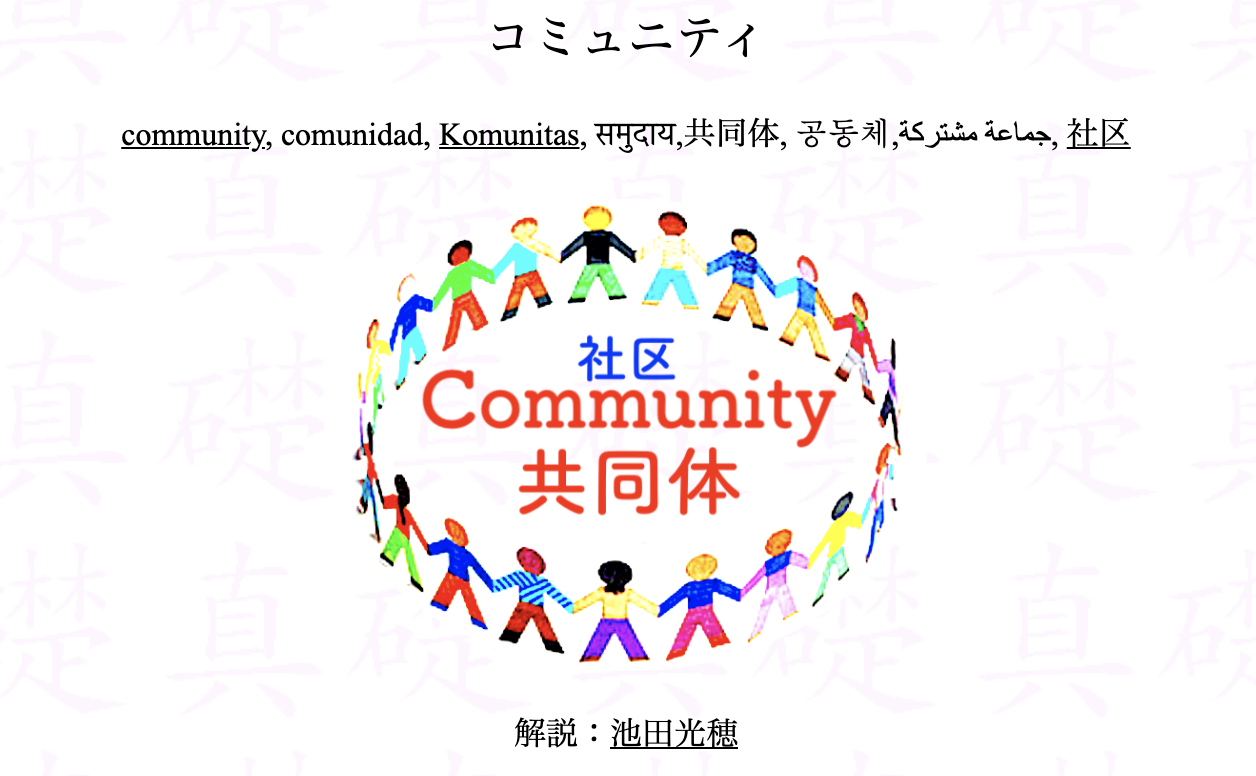 コミュニティ
community, comunidad, Komunitas, समुदाय,共同体, 공동체,جماعة مشتركة, 社区
社区
Community
共同体
解説：池田光穂